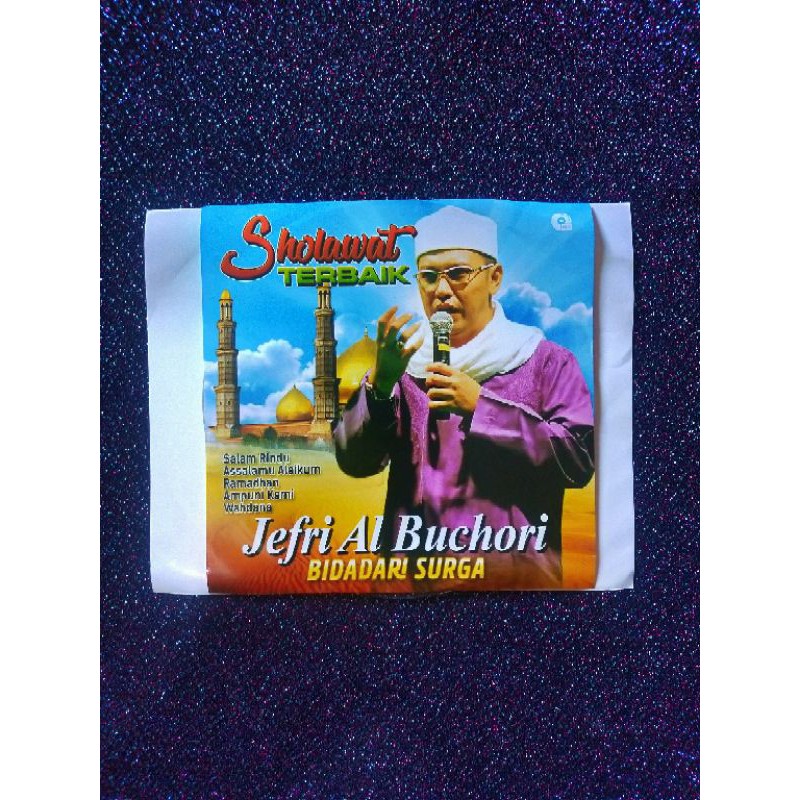 Sholawat
TERBAIK
Salam Rindu
Assalamu Alaikum
Ramadhan
Ampuni Kami
Wahdana
Jefri Al Buchori
BIDADARI SURGA